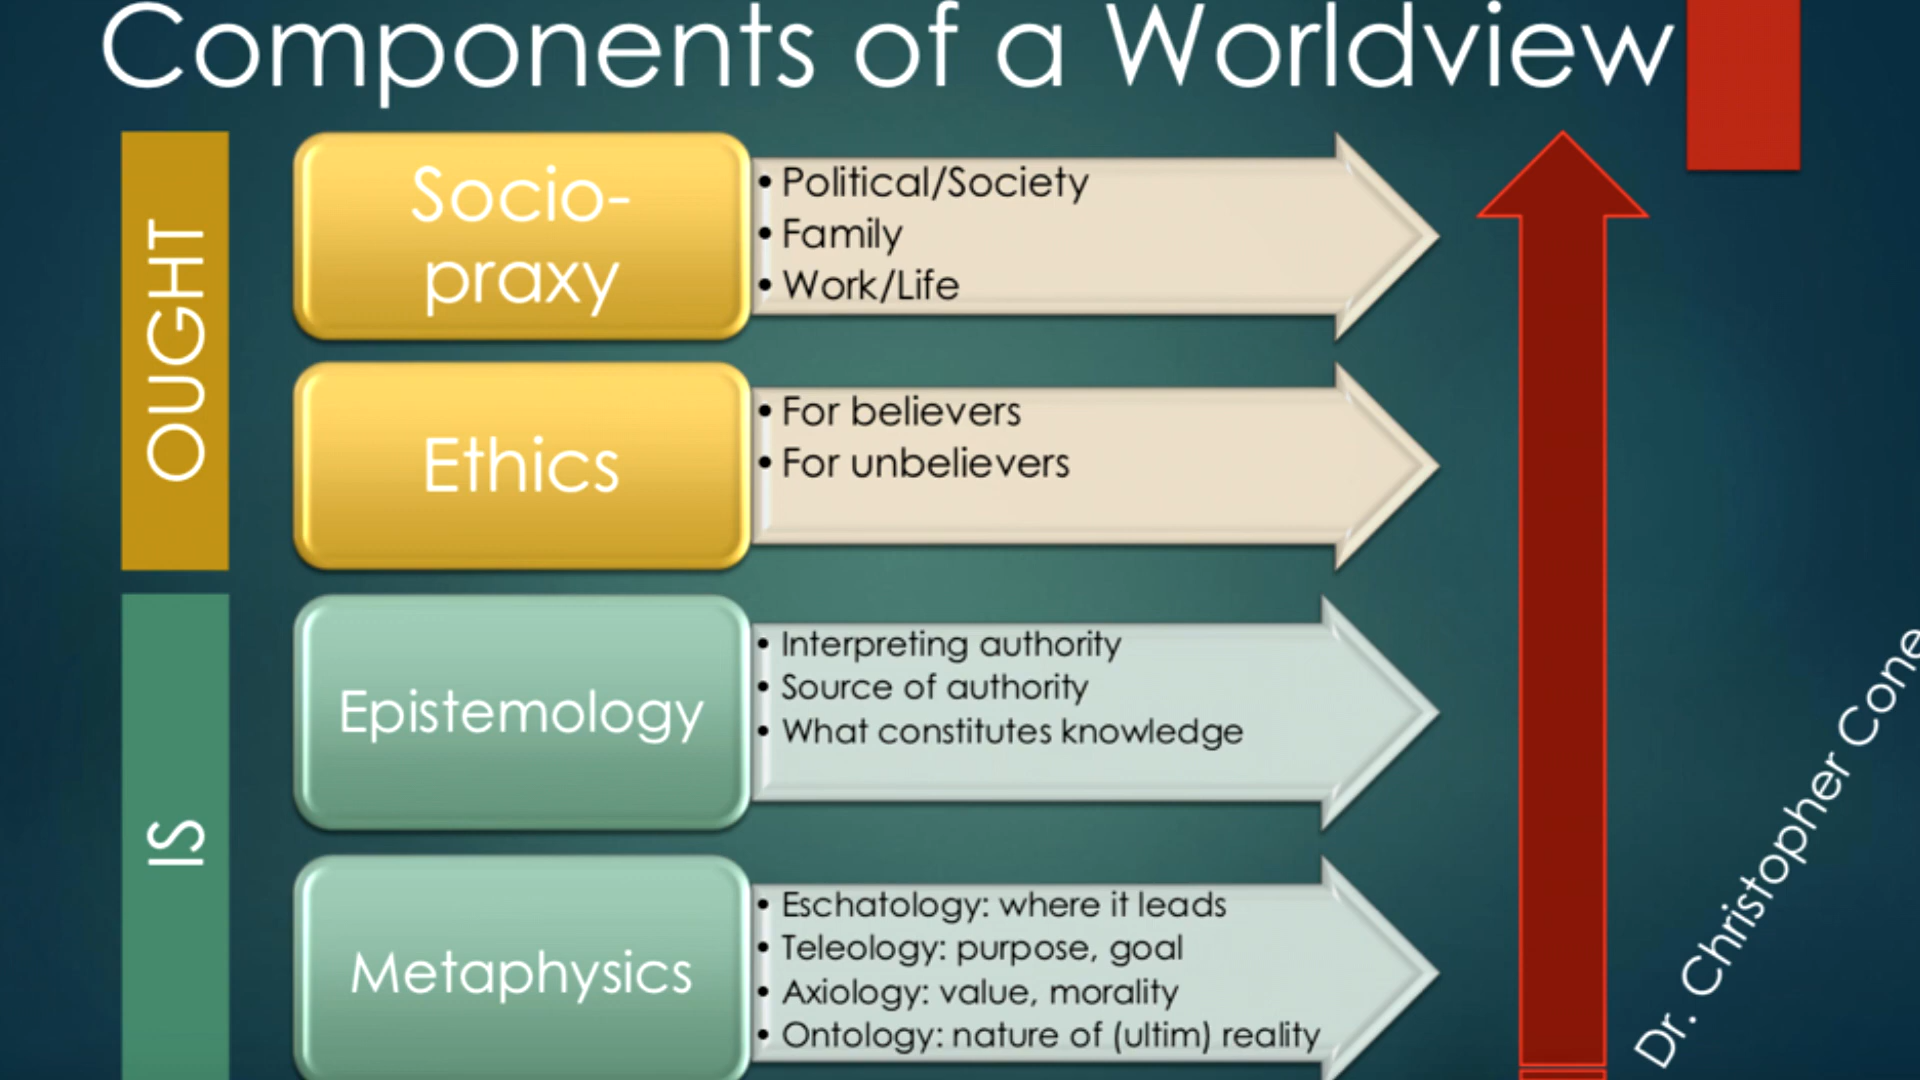 Components of a Worldview
OUGHT
Socio-
praxy
• Political/Society
• Family
• Work/Life
Ethics
• For believers
• For unbelievers
IS
Epistemology
• Interpreting authority
• Source of authority
• What constitutes knowledge
Metaphysics
• Eschatology: where it leads
• Teleology: purpose, goal
• Axiology: value, morality
• Ontology: nature of (ultim) reality
Dr. Christopher Cone